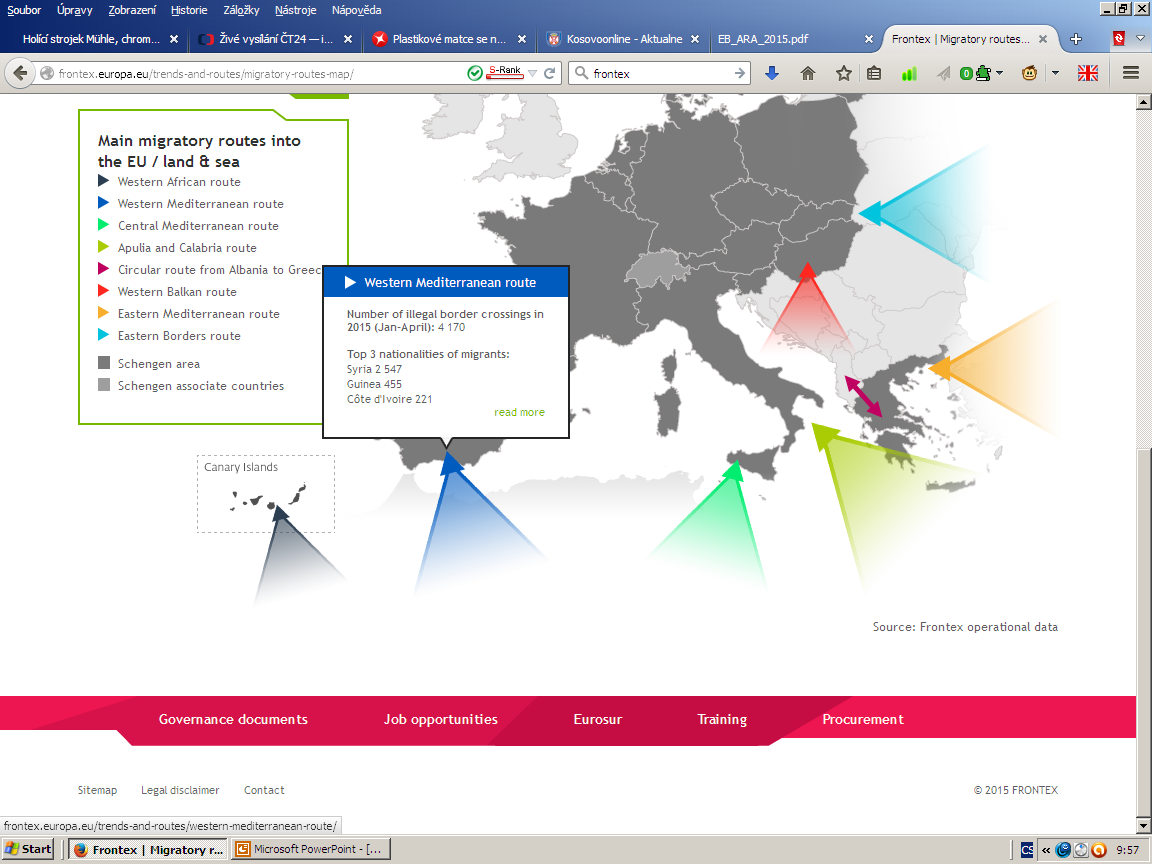 Soubor Úpravy Zobrazení Historie Záložky Nástroje Nápověda
Holící strojek Mühle, chrom... Živé vysílání ČT24 — i... Plastikové matce se n... Kosovoonline - Aktualne EB_ARA_2015.pdf Frontex | Migratory routes...
frontex.europa.eu/trends-and-routes/migratory-routes-map/ S-Rank frontex 0
Main migratory routes into
the EU / land & sea
Western African route
Western Mediterranean route
Central Mediterranean route
Apulia and Calabria route
Circular route from Albania to Greec
Western Balkan route
Eastern Mediterranean route
Eastern Borders route
Schengen area
Schengen associate countries
Western Mediterranean route
Number of illegal border crossings in
2015 (Jan-April): 4 170
Top 3 nationalities of migrants:
Syria 2 547
Guinea 455
Côte d'Ivoire 221
read more
Canary Islands
Source: Frontex operational data
Governance documents Job opportunities Eurosur Training Procurement
Sitemap Legal disclaimer Contact © 2015 FRONTEX
frontex.europa.eu/trends-and-routes/western-mediterranean-route/
Start Frontex | Migratory r... Microsoft PowerPoint - [... CS « 9:57